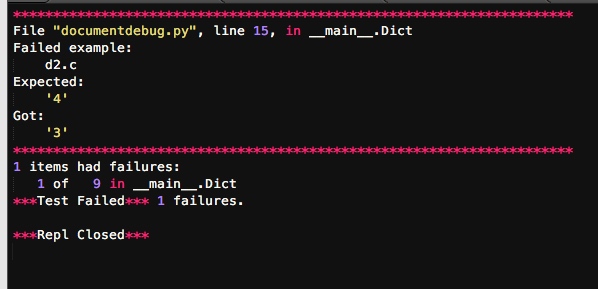 **********************************************************************
File "documentdebug.py", line 15, in __main__.Dict
Failed example:
    d2.c
Expected:
    '4'
Got:
    '3'
**********************************************************************
1 items had failures:
   1 of   9 in __main__.Dict
***Test Failed*** 1 failures.

***Repl Closed***